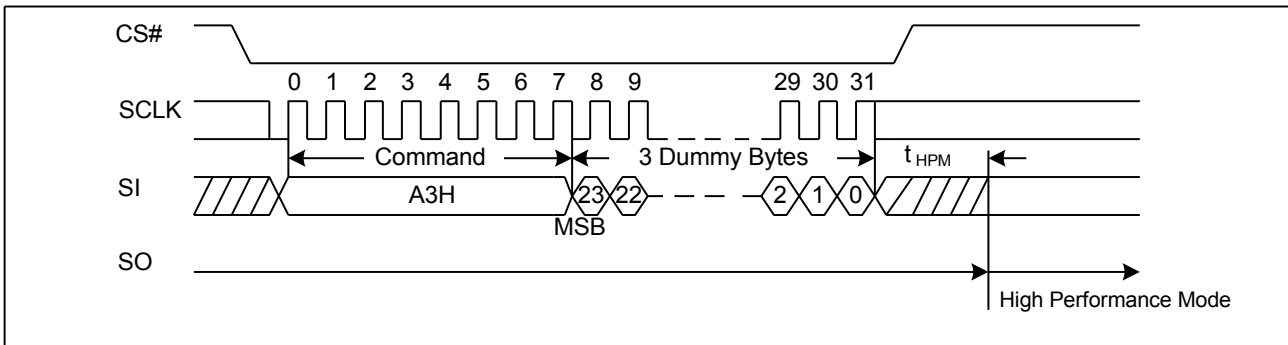 CS#
0 1 2 3 4 5 6 7 8 9 29 30 31
SCLK
Command 3 Dummy Bytes tHPM
SI A3H 23 22 2 1 0
MSB
SO
High Performance Mode